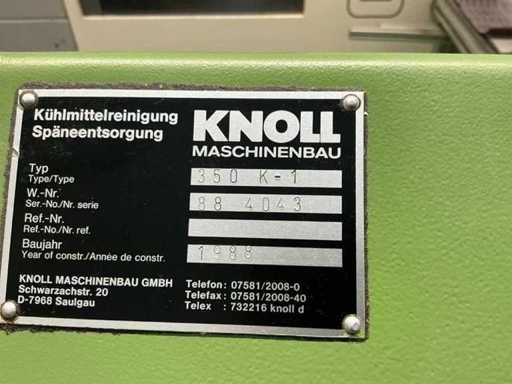 Kühlmittelreinigung
Späneentsorgung
KNOLL
MASCHINENBAU
Typ
Type/Type
350 K-1
W.-Nr.
Ser.-No./Nr. serie
88 4043
Ref.-Nr.
Ref.-No./Nr. ref.
Baujahr
Year of constr./Année de constr.
1988
KNOLL MASCHINENBAU GMBH
Schwarzachstr. 20
D-7968 Saulgau
Telefon : 07581/2008-0
Telefax : 07581/2008-40
Telex : 732216 knoll d